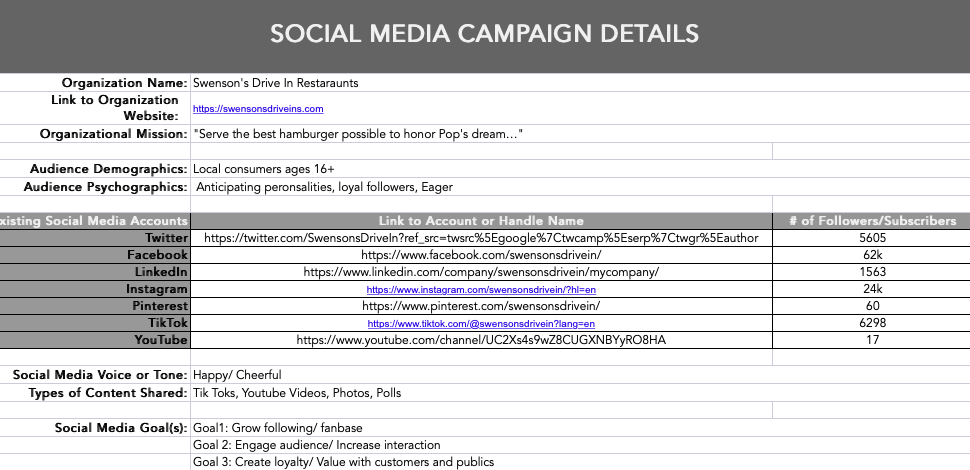 SOCIAL MEDIA CAMPAIGN DETAILS
Organization Name: Swenson's Drive In Restaraunts
Link to Organization Website: https://swensonsdriveins.com
Organizational Mission: "Serve the best hamburger possible to honor Pop's dream…"
Audience Demographics: Local consumers ages 16+
Audience Psychographics: Anticipating peronsalities, loyal followers, Eager
xisting Social Media Accounts Link to Account or Handle Name # of Followers/Subscribers
Twitter https://twitter.com/SwensonsDriveIn?ref_src=twsrc%5Egoogle%7Ctwcamp%5Eserp%7Ctwgr%5Eauthor 5605
Facebook https://www.facebook.com/swensonsdrivein/ 62k
LinkedIn https://www.linkedin.com/company/swensonsdrivein/mycompany/ 1563
Instagram https://www.instagram.com/swensonsdrivein/?hl=en 24k
Pinterest https://www.pinterest.com/swensonsdrivein/ 60
TikTok https://www.tiktok.com/@swensonsdrivein?lang=en 6298
YouTube https://www.youtube.com/channel/UC2Xs4s9wZ8CUGXNBYyRO8HA 17
Social Media Voice or Tone: Happy/ Cheerful
Types of Content Shared: Tik Toks, Youtube Videos, Photos, Polls
Social Media Goal(s): Goal1: Grow following/ fanbase
Goal 2: Engage audience/ Increase interaction
Goal 3: Create loyalty/ Value with customers and publics